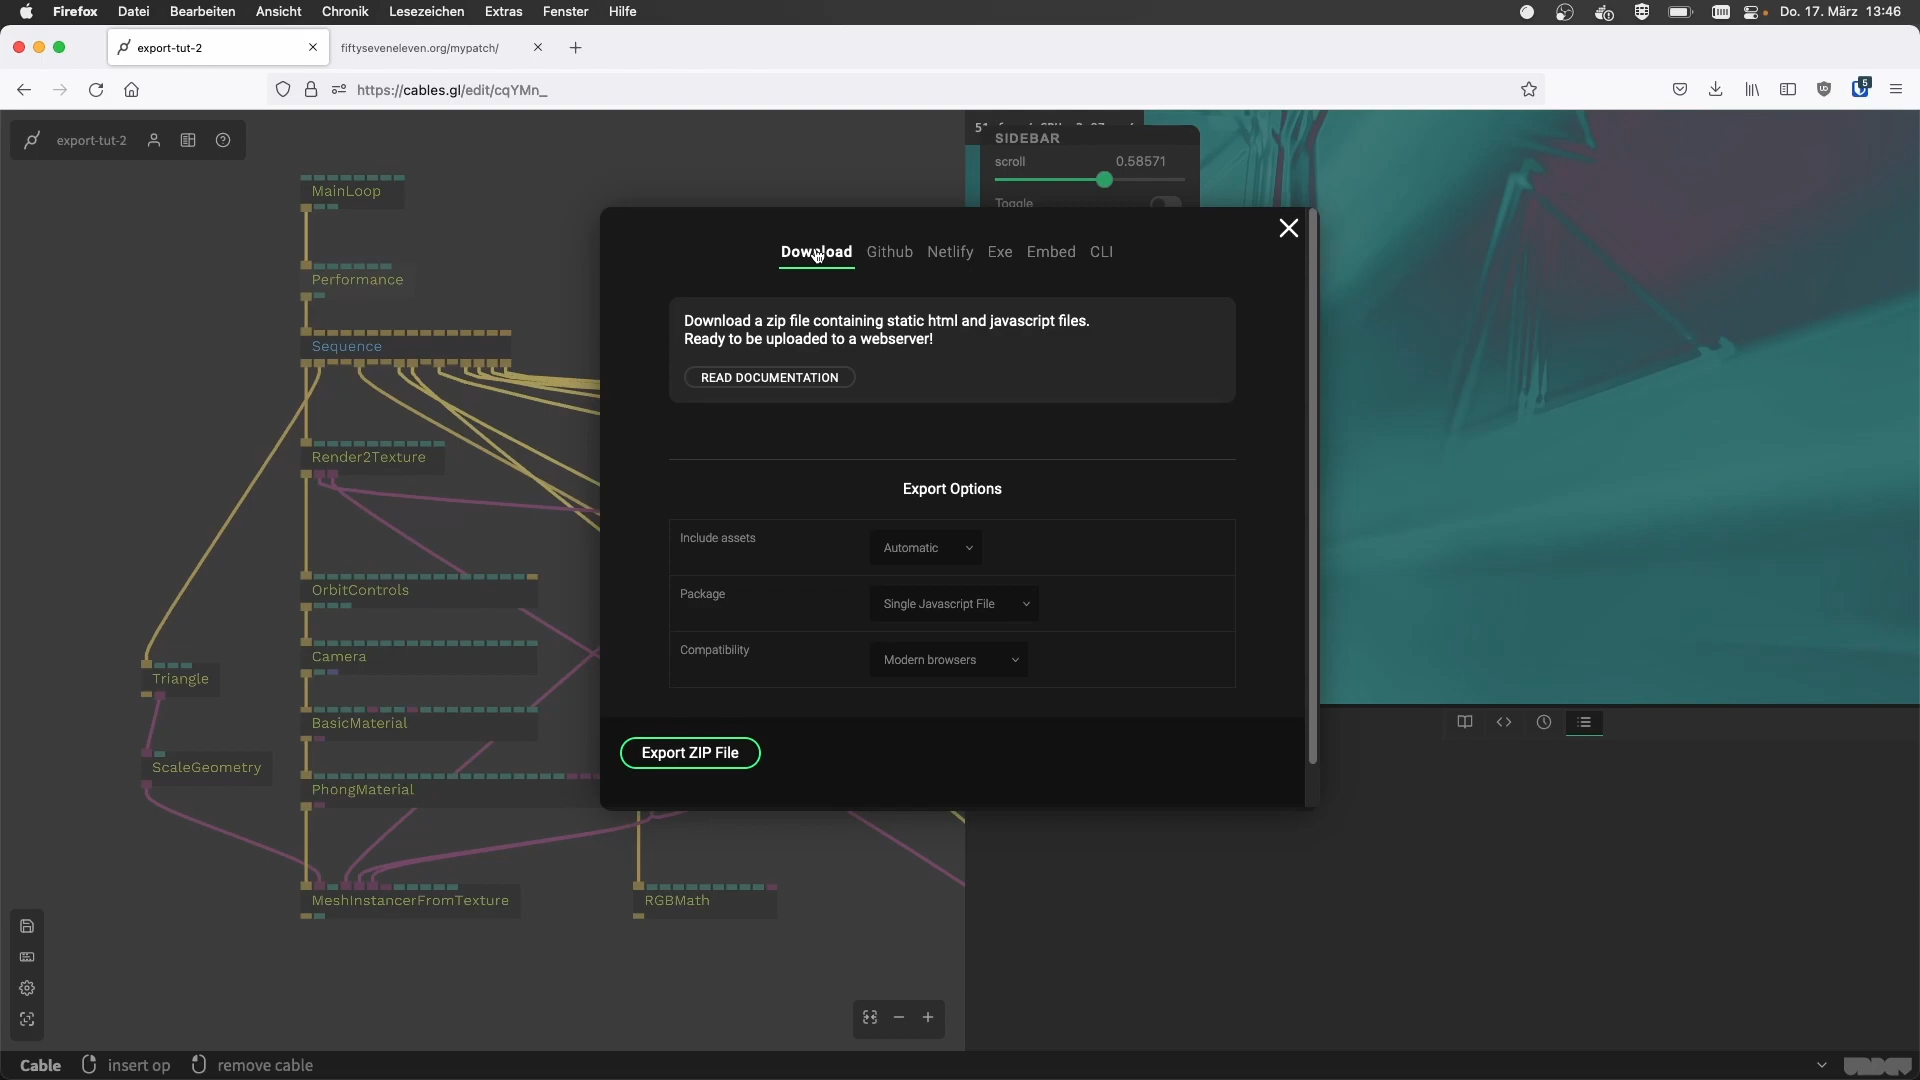 Firefox Datei Bearbeiten Ansicht Chronik Lesezeichen Extras Fenster Hilfe Do. 17. März 13:46
export-tut-2
fiftyseveneleven.org/mypatch/
https://cables.gl/edit/cqYMn_
5
export-tut-2
SIDEBAR
scroll 0.58571
Toggle
MainLoop
Performance
Sequence
Render2Texture
OrbitControls
Camera
Triangle
BasicMaterial
ScaleGeometry
PhongMaterial
MeshInstancerFromTexture
RGBMath
Download Github Netlify Exe Embed CLI
Download a zip file containing static html and javascript files.
Ready to be uploaded to a webserver!
READ DOCUMENTATION
Export Options
Include assets Automatic
Package Single Javascript File
Compatibility Modern browsers
Export ZIP File
Cable insert op remove cable